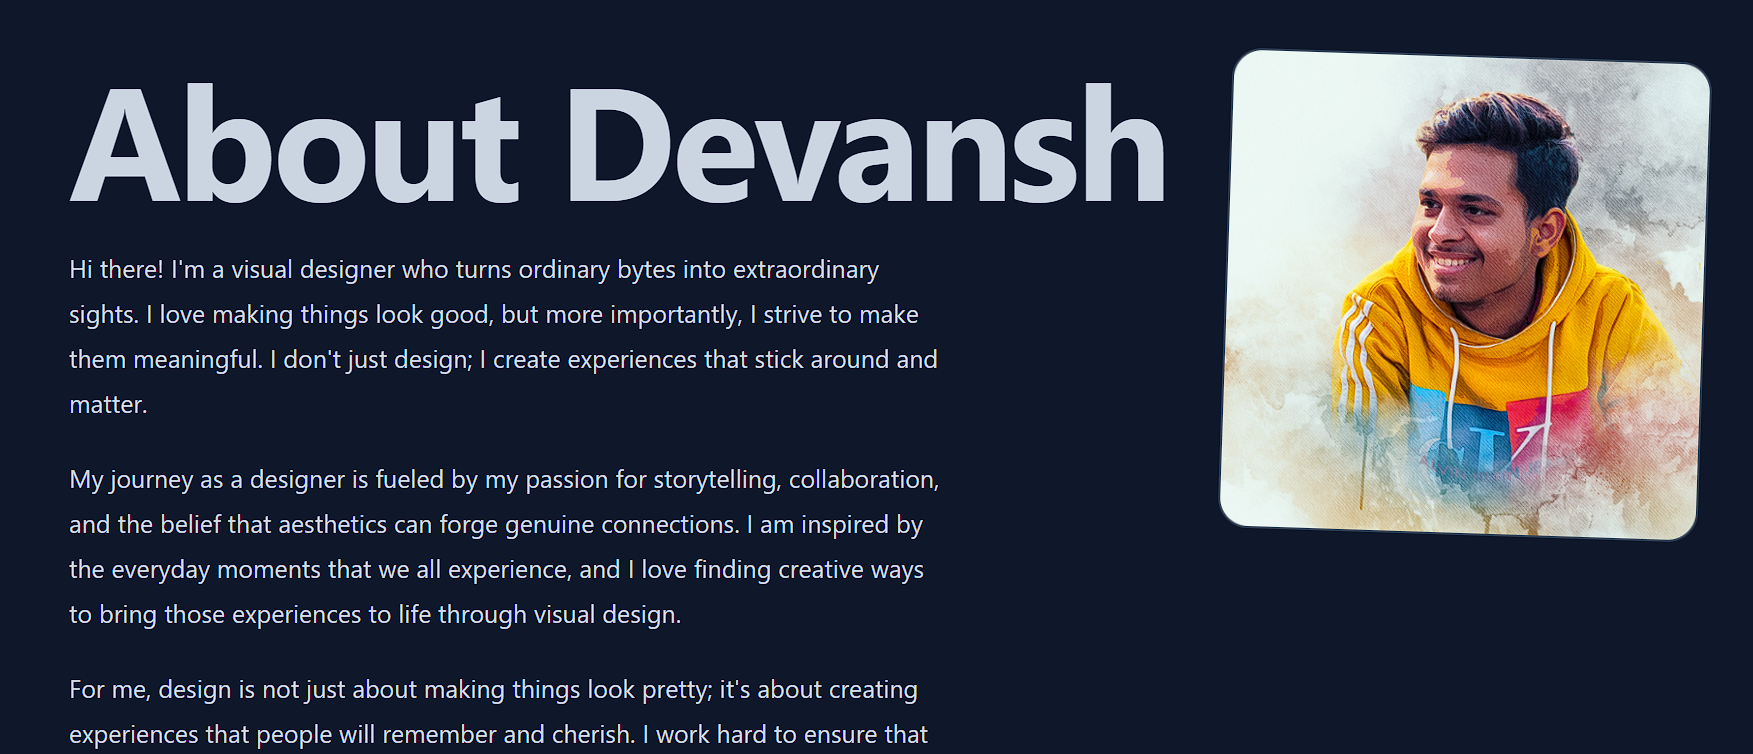 About Devansh
Hi there! I'm a visual designer who turns ordinary bytes into extraordinary
sights. I love making things look good, but more importantly, I strive to make
them meaningful. I don't just design; I create experiences that stick around and
matter.
My journey as a designer is fueled by my passion for storytelling, collaboration,
and the belief that aesthetics can forge genuine connections. I am inspired by
the everyday moments that we all experience, and I love finding creative ways
to bring those experiences to life through visual design.
For me, design is not just about making things look pretty; it's about creating
experiences that people will remember and cherish. I work hard to ensure that